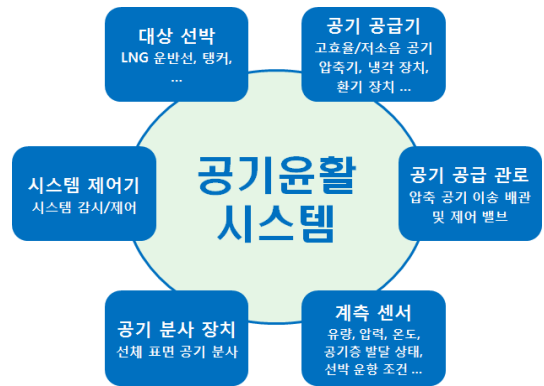 대상 선박
LNG 운반선, 탱커,
...
공기 공급기
고효율/저소음 공기
압축기, 냉각 장치,
환기 장치 ...
시스템 제어기
시스템 감시/제어
공기윤활
시스템
공기 공급 관로
압축 공기 이송 배관
및 제어 밸브
공기 분사 장치
선체 표면 공기 분사
계측 센서
유량, 압력, 온도,
공기층 발달 상태,
선박 운항 조건 ...